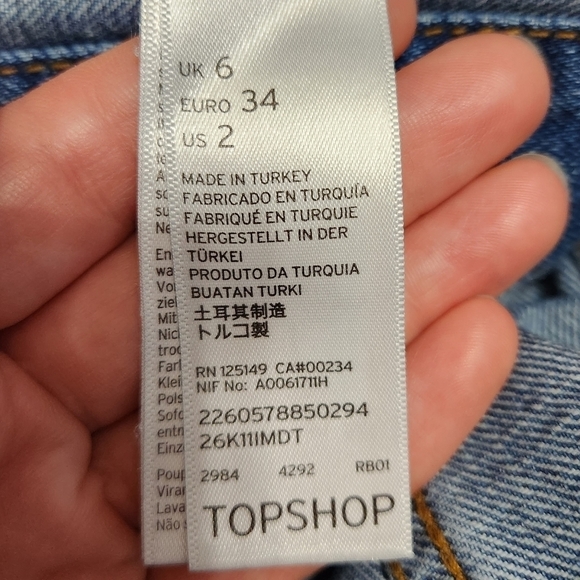 UK 6
EURO 34
US 2
MADE IN TURKEY
FABRICADO EN TURQUÍA
FABRIQUÉ EN TURQUIE
HERGESTELLT IN DER
TÜRKEI
PRODUTO DA TURQUIA
BUATAN TURKI
土耳其制造
トルコ製
RN 125149 CA#00234
NIF No: A0061711H
2260578850294
26K11IMDT
2984 4292 RB01
TOPSHOP